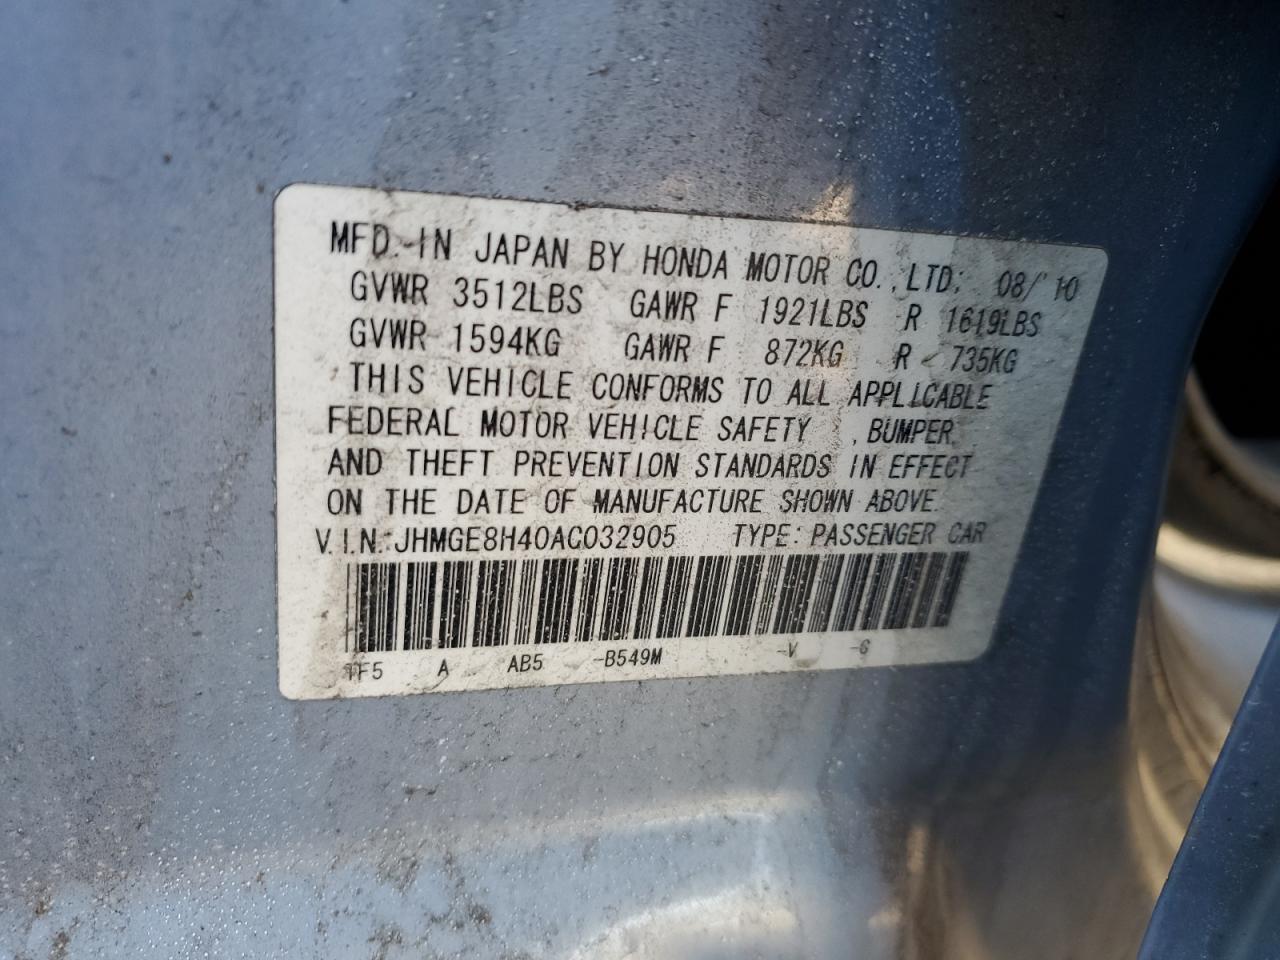 MFD. IN JAPAN BY HONDA MOTOR CO., LTD. 08/'10
GVWR 3512LBS GAWR F 1921LBS R 1619LBS
GVWR 1594KG GAWR F 872KG R 735KG
THIS VEHICLE CONFORMS TO ALL APPLICABLE
FEDERAL MOTOR VEHICLE SAFETY , BUMPER,
AND THEFT PREVENTION STANDARDS IN EFFECT
ON THE DATE OF MANUFACTURE SHOWN ABOVE.
V.I.N.:JHMGE8H40AC032905 TYPE: PASSENGER CAR
TF5 A AB5 -B549M -V -G